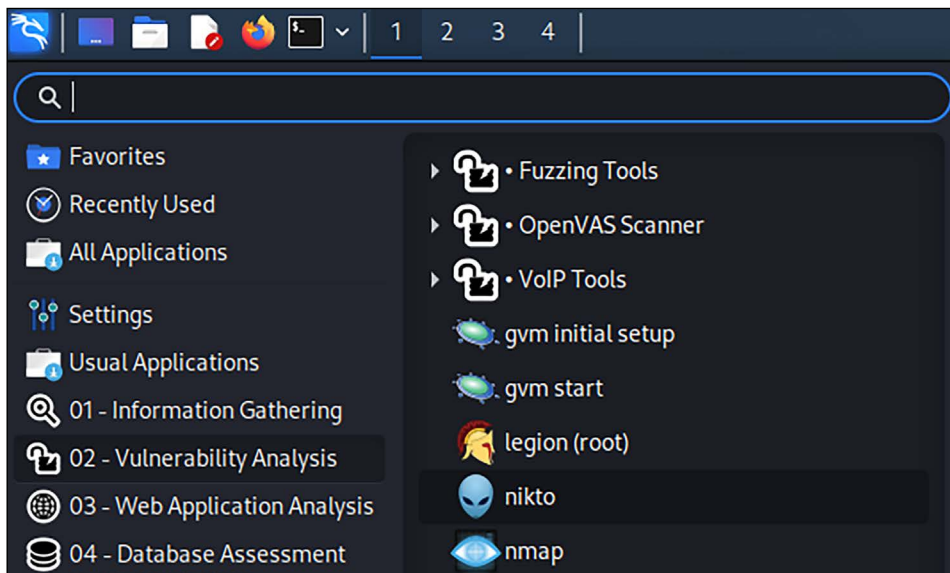 1 2 3 4
Favorites
Recently Used
All Applications
Settings
Usual Applications
01 - Information Gathering
02 - Vulnerability Analysis
03 - Web Application Analysis
04 - Database Assessment
• Fuzzing Tools
• OpenVAS Scanner
• VoIP Tools
gvm initial setup
gvm start
legion (root)
nikto
nmap